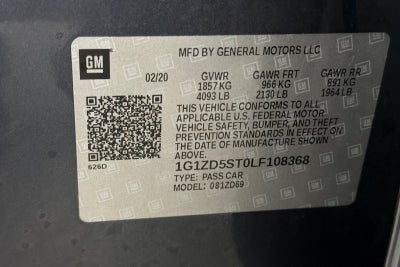 GM
MFD BY GENERAL MOTORS LLC
02/20 GVWR GAWR FRT GAWR RR
1857 KG 966 KG 891 KG
4093 LB 2130 LB 1964 LB
THIS VEHICLE CONFORMS TO ALL
APPLICABLE U.S. FEDERAL MOTOR
VEHICLE SAFETY, BUMPER, AND THEFT
PREVENTION STANDARDS IN EFFECT ON
THE DATE OF MANUFACTURE SHOWN
ABOVE.
626D
1G1ZD5ST0LF108368
TYPE: PASS CAR
MODEL: 081ZD69